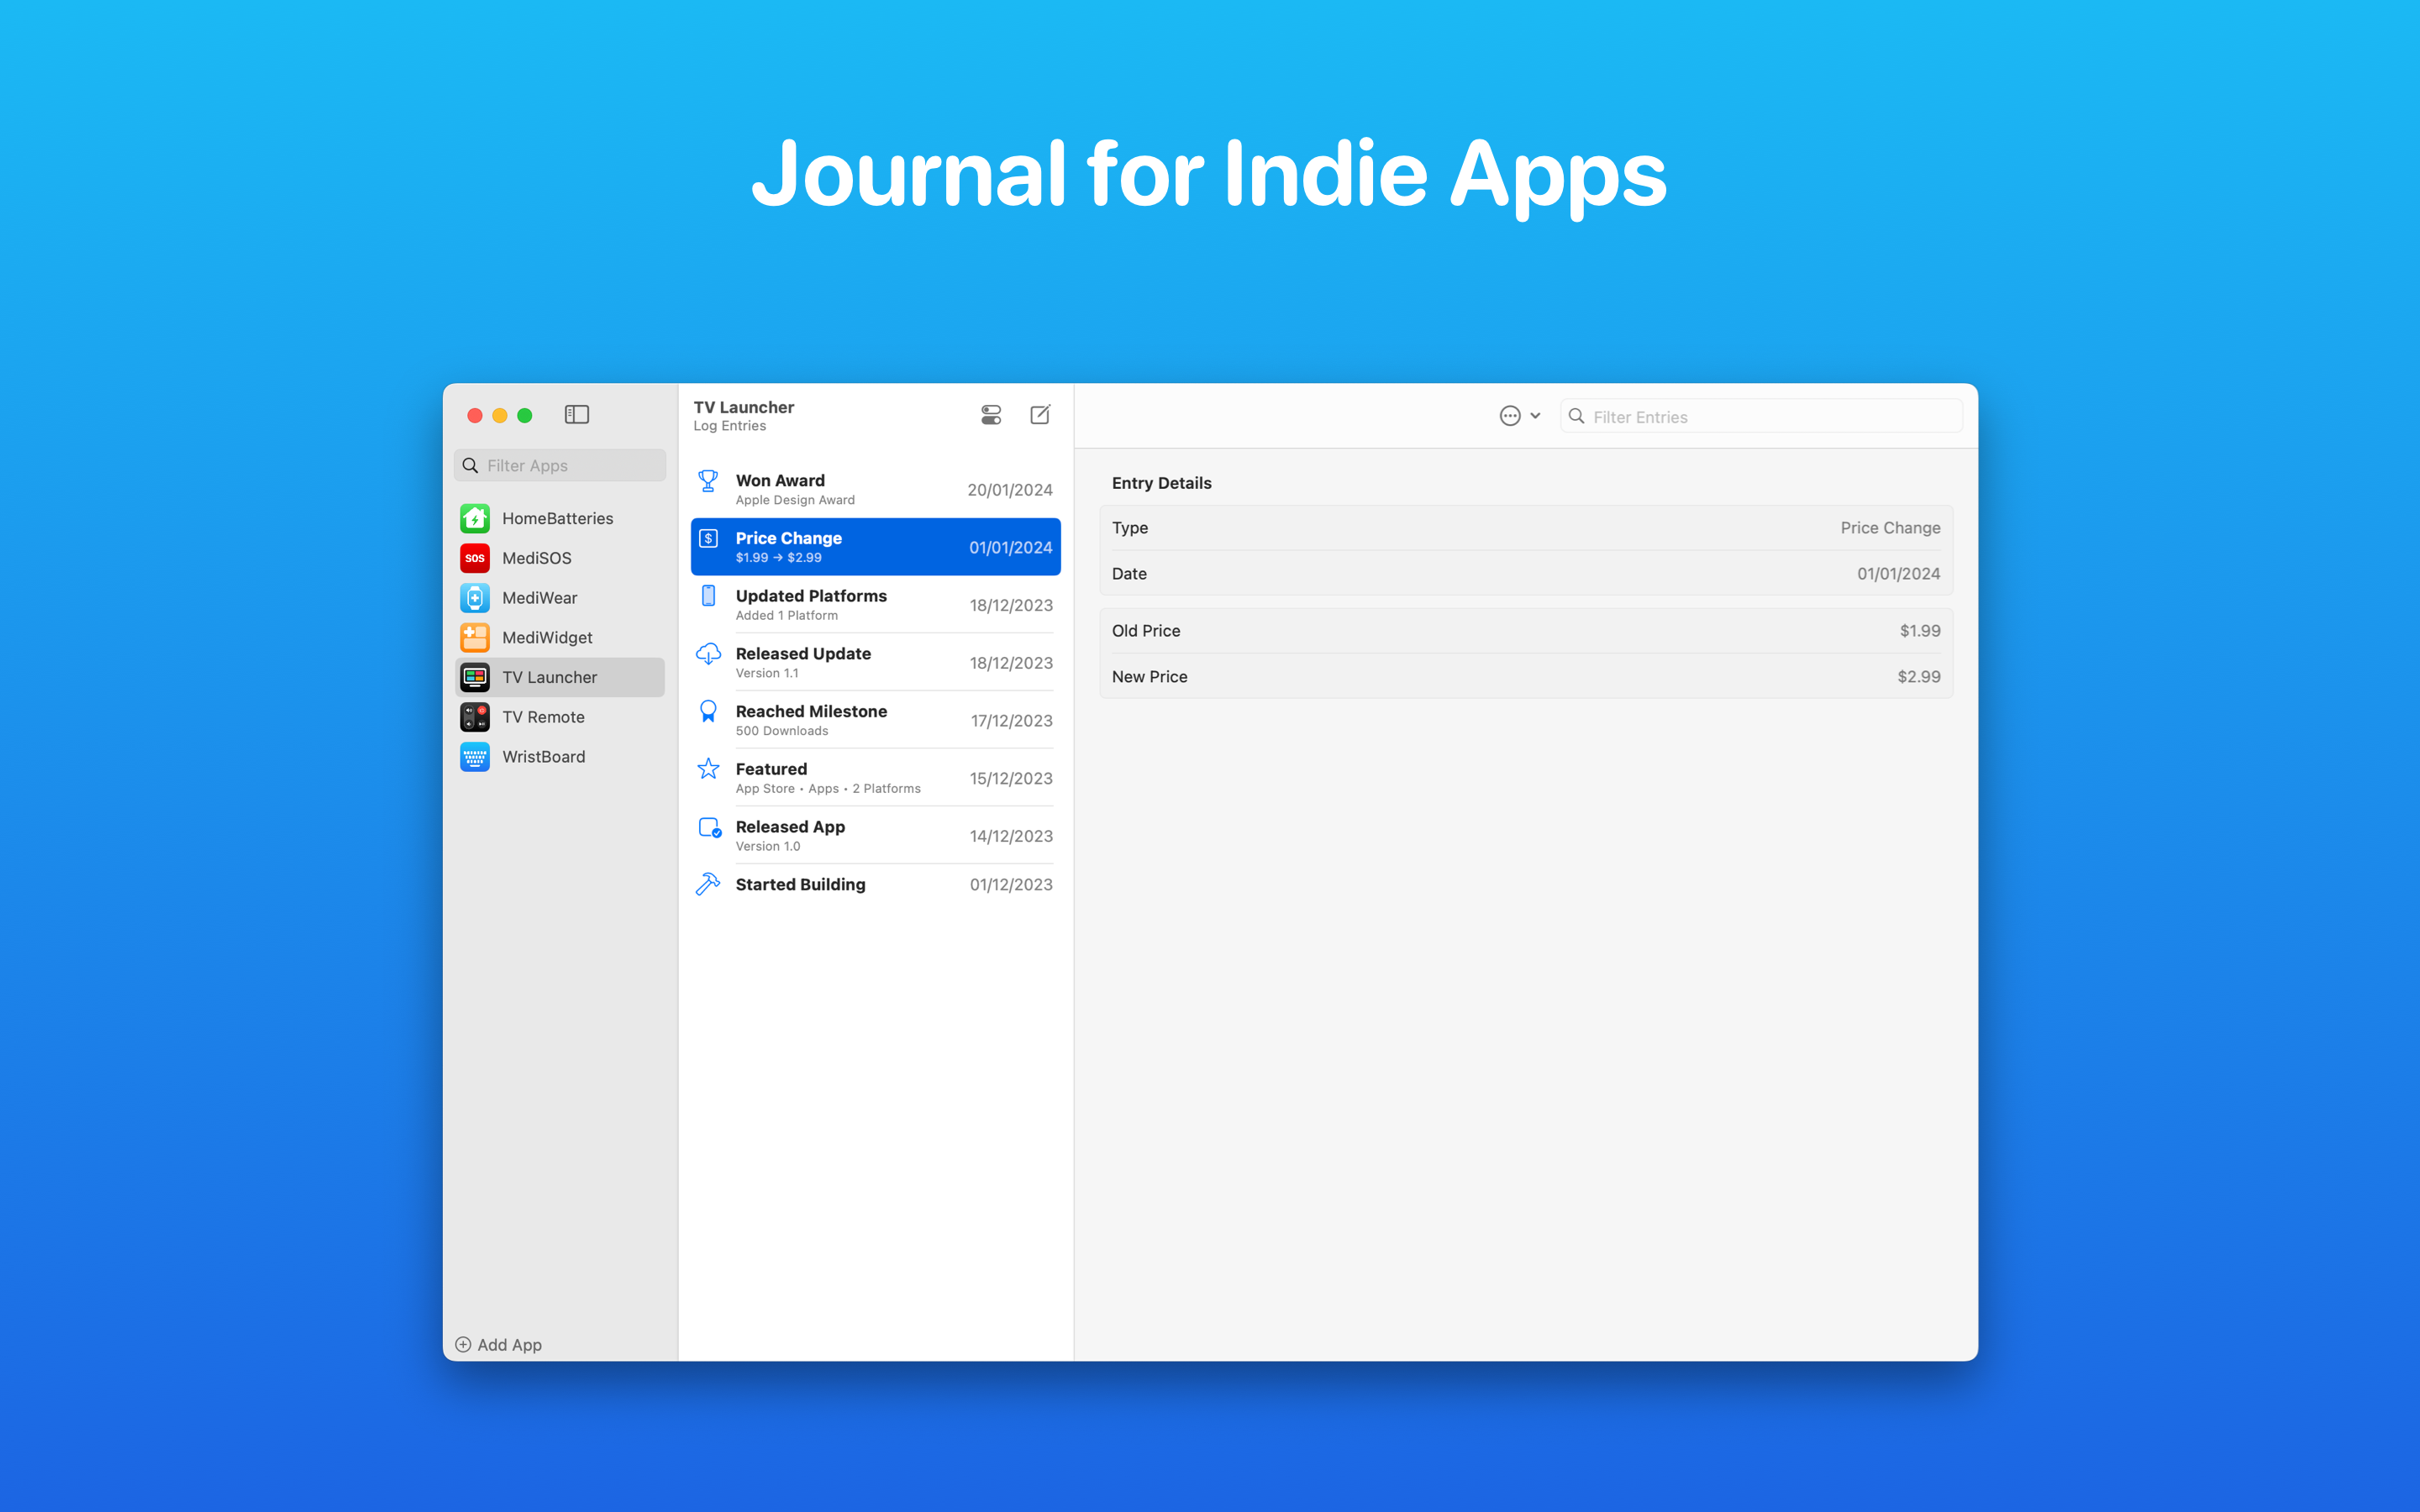 Journal for Indie Apps
Filter Apps
HomeBatteries
SOS
MediSOS
MediWear
MediWidget
TV Launcher
TV Remote
WristBoard
Add App
TV Launcher
Log Entries
Won Award
Apple Design Award
20/01/2024
$
Price Change
$1.99 → $2.99
01/01/2024
Updated Platforms
Added 1 Platform
18/12/2023
Released Update
Version 1.1
18/12/2023
Reached Milestone
500 Downloads
17/12/2023
Featured
App Store • Apps • 2 Platforms
15/12/2023
Released App
Version 1.0
14/12/2023
Started Building
01/12/2023
Filter Entries
Entry Details
Type
Price Change
Date
01/01/2024
Old Price
$1.99
New Price
$2.99